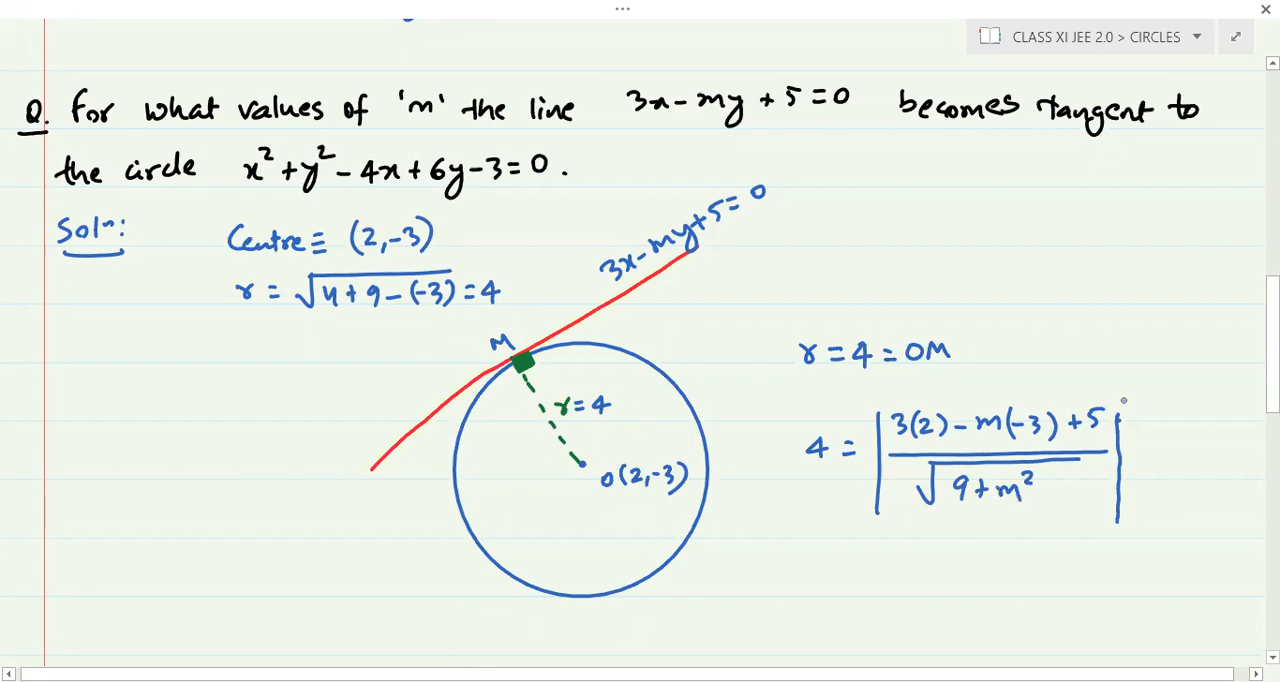 CLASS XI JEE 2.0 > CIRCLES
Q. For what values of 'm' the line 3x - my + 5 = 0 becomes tangent to
the circle x² + y² - 4x + 6y - 3 = 0.
Solⁿ: Centre ≡ (2, -3)
r = √4 + 9 - (-3) = 4
3x - my + 5 = 0
M
r = 4
O(2, -3)
r = 4 = OM
4 = | 3(2) - m(-3) + 5 / √9 + m² |